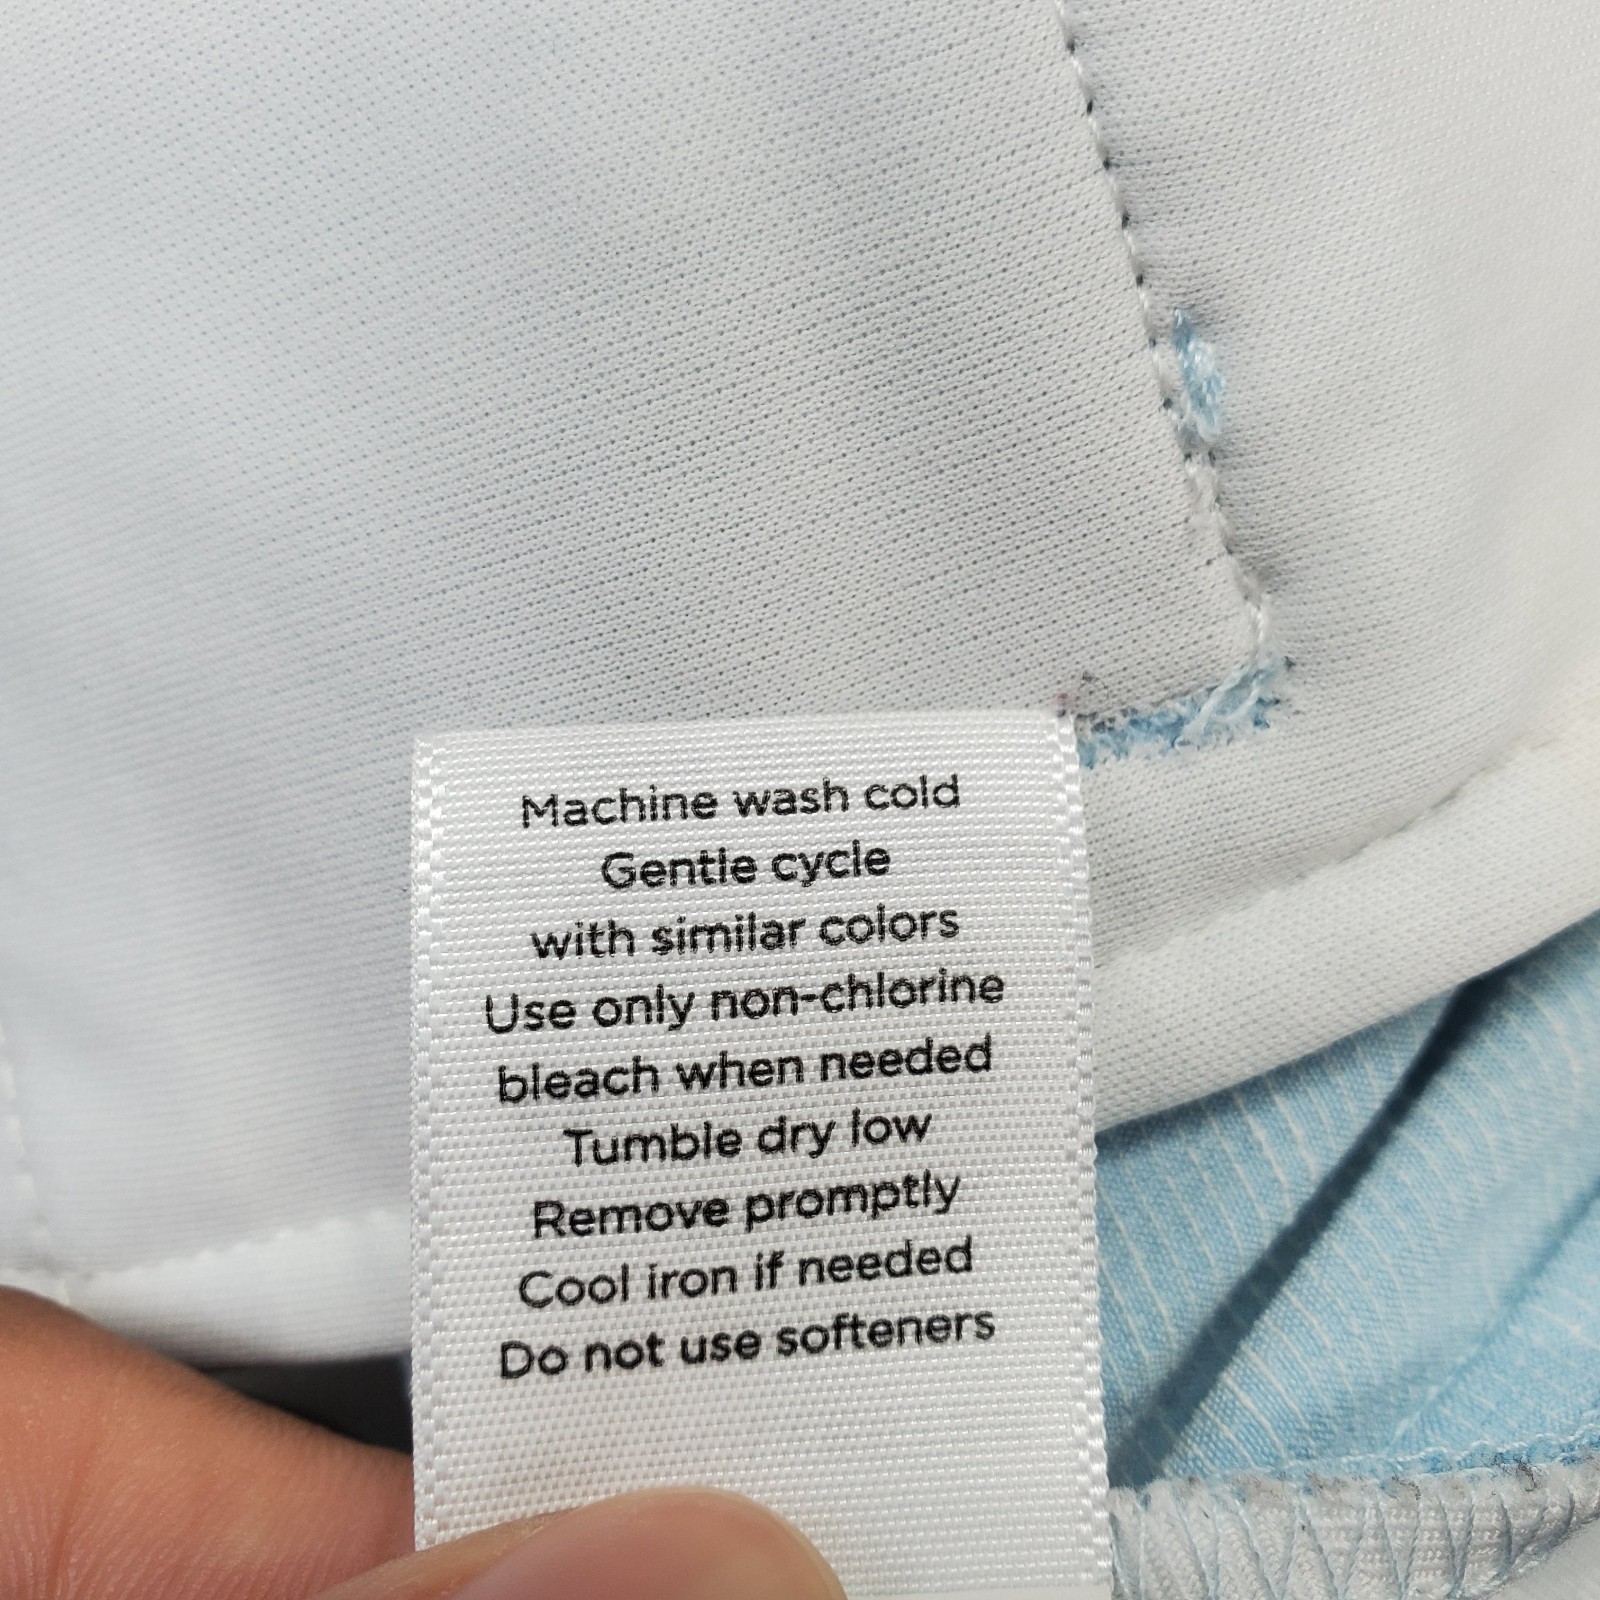 Machine wash cold
Gentle cycle
with similar colors
Use only non-chlorine
bleach when needed
Tumble dry low
Remove promptly
Cool iron if needed
Do not use softeners